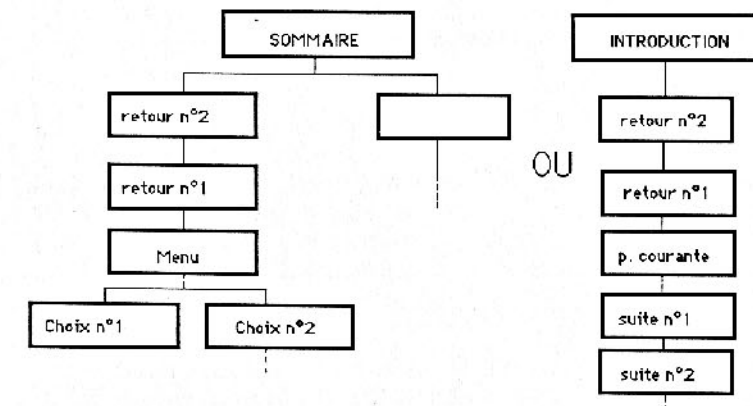 SOMMAIRE
retour n°2
retour n°1
Menu
Choix n°1
Choix n°2
OU
INTRODUCTION
retour n°2
retour n°1
p. courante
suite n°1
suite n°2